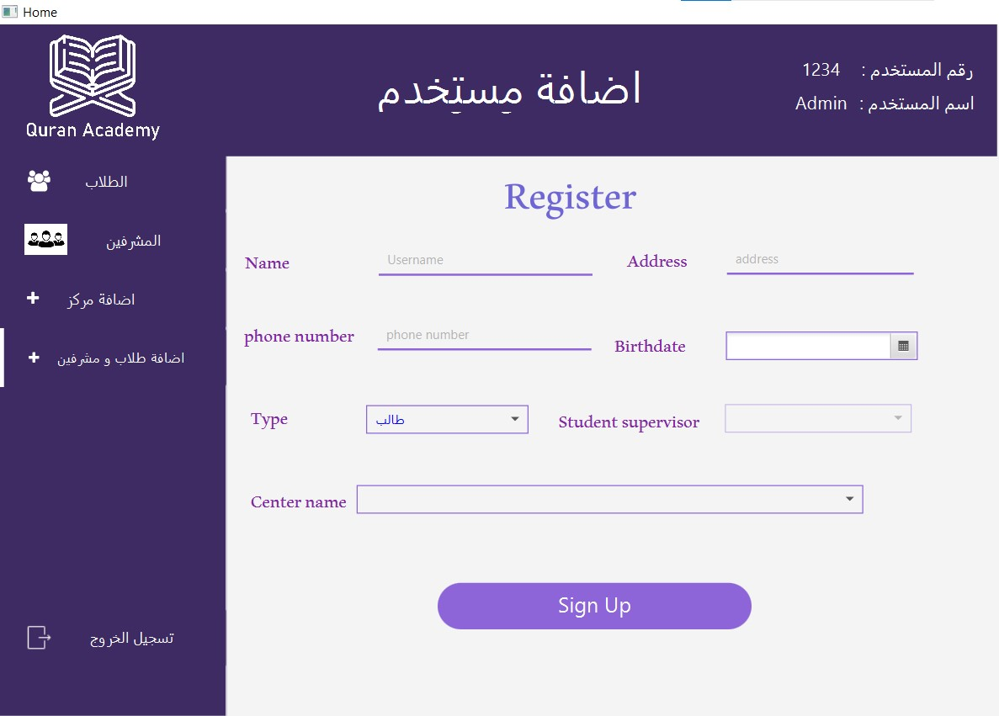 Home
Quran Academy
اضافة مستخدم
رقم المستخدم : 1234
اسم المستخدم : Admin
الطلاب
المشرفين
اضافة مركز
اضافة طلاب و مشرفين
تسجيل الخروج
Register
Name Username Address address
phone number phone number Birthdate
Type طالب Student supervisor
Center name
Sign Up